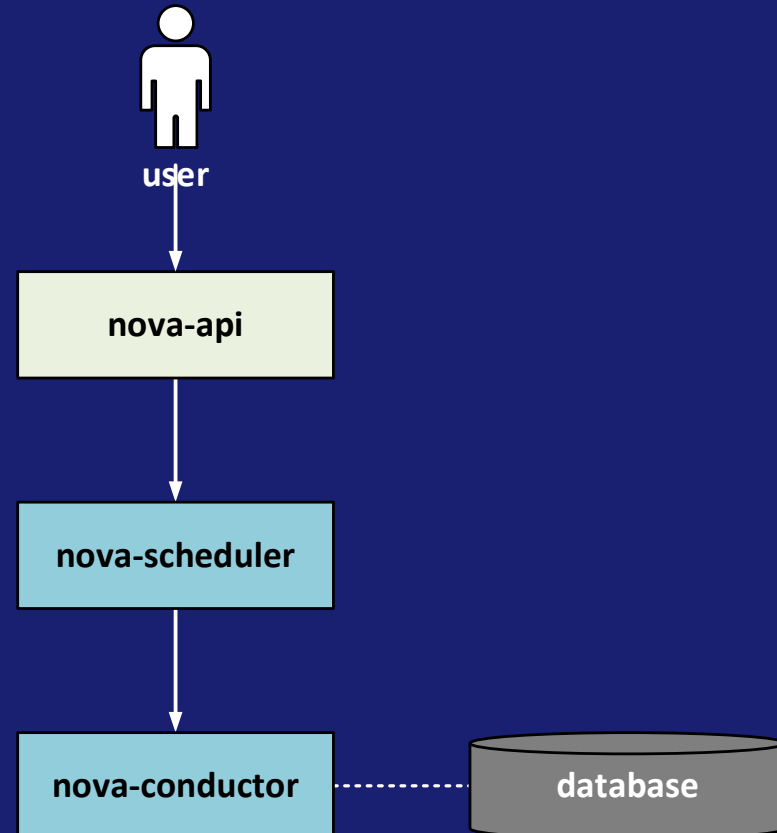 user
nova-api
nova-scheduler
nova-conductor
database